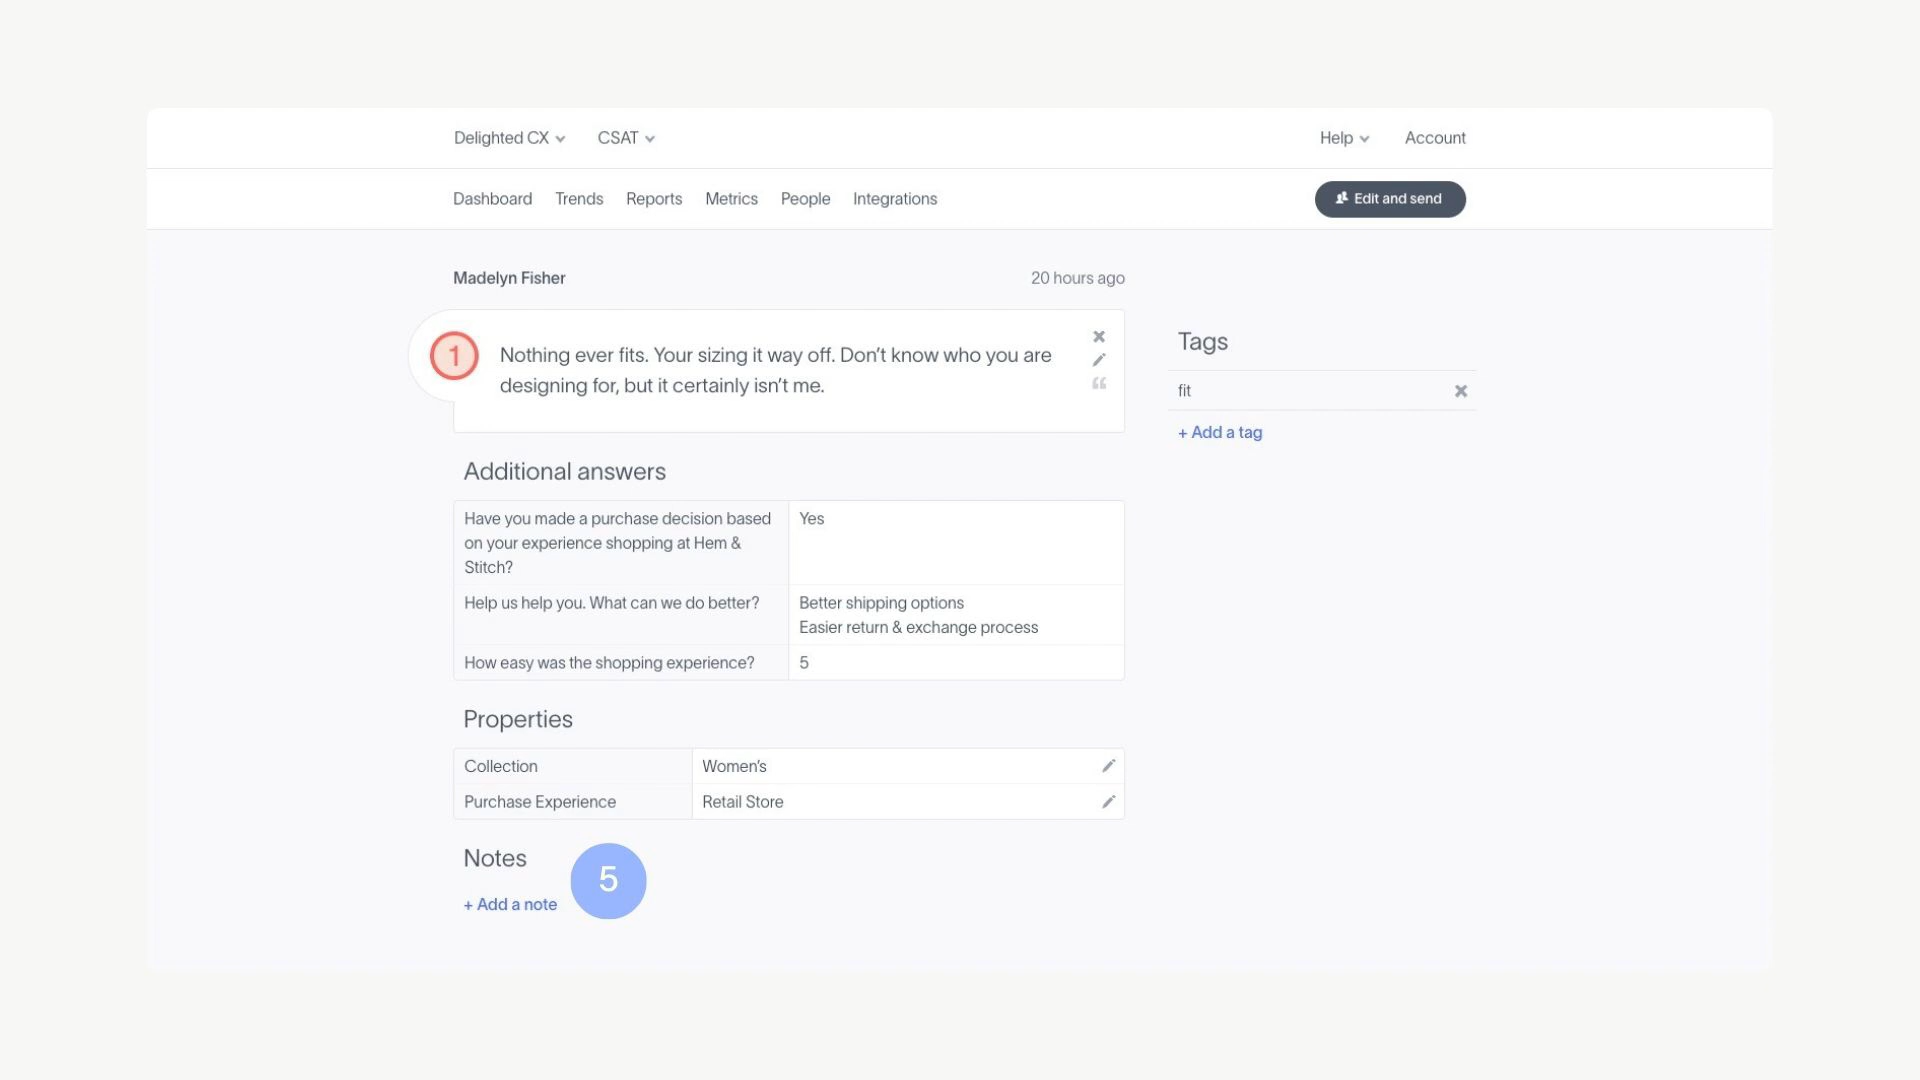 Delighted CX CSAT Help Account
Dashboard Trends Reports Metrics People Integrations Edit and send
Madelyn Fisher 20 hours ago
1
Nothing ever fits. Your sizing it way off. Don’t know who you are
designing for, but it certainly isn’t me.
Tags
fit
+ Add a tag
Additional answers
Have you made a purchase decision based
on your experience shopping at Hem &
Stitch?
Yes
Help us help you. What can we do better?
Better shipping options
Easier return & exchange process
How easy was the shopping experience? 5
Properties
Collection Women’s
Purchase Experience Retail Store
Notes
+ Add a note
5